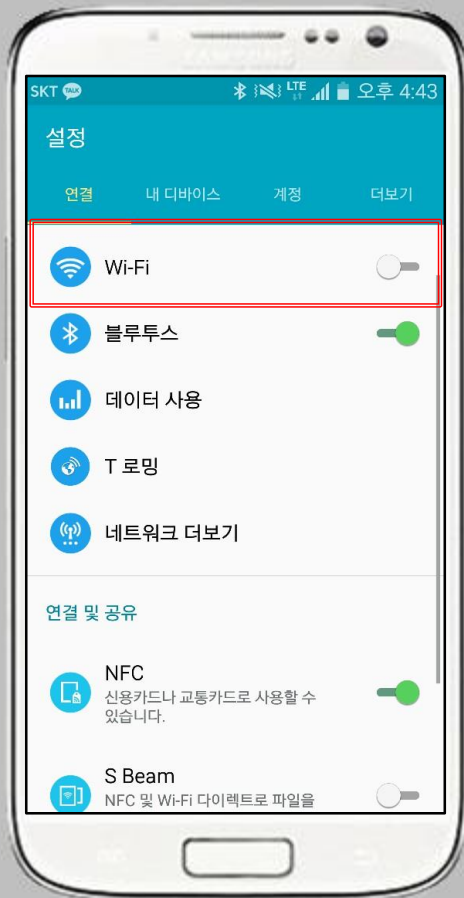 SKT TALK LTE 오후 4:43
설정
연결 내 디바이스 계정 더보기
Wi-Fi
블루투스
데이터 사용
T 로밍
네트워크 더보기
연결 및 공유
NFC
신용카드나 교통카드로 사용할 수
있습니다.
S Beam
NFC 및 Wi-Fi 다이렉트로 파일을